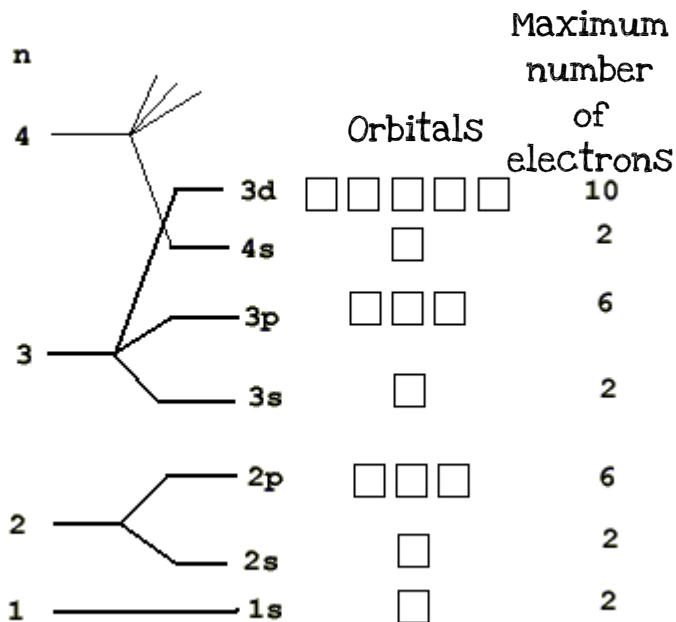 Maximum
number
of
electrons
n
4
Orbitals
3d 10
4s 2
3p 6
3
3s 2
2p 6
2
2s 2
1 1s 2